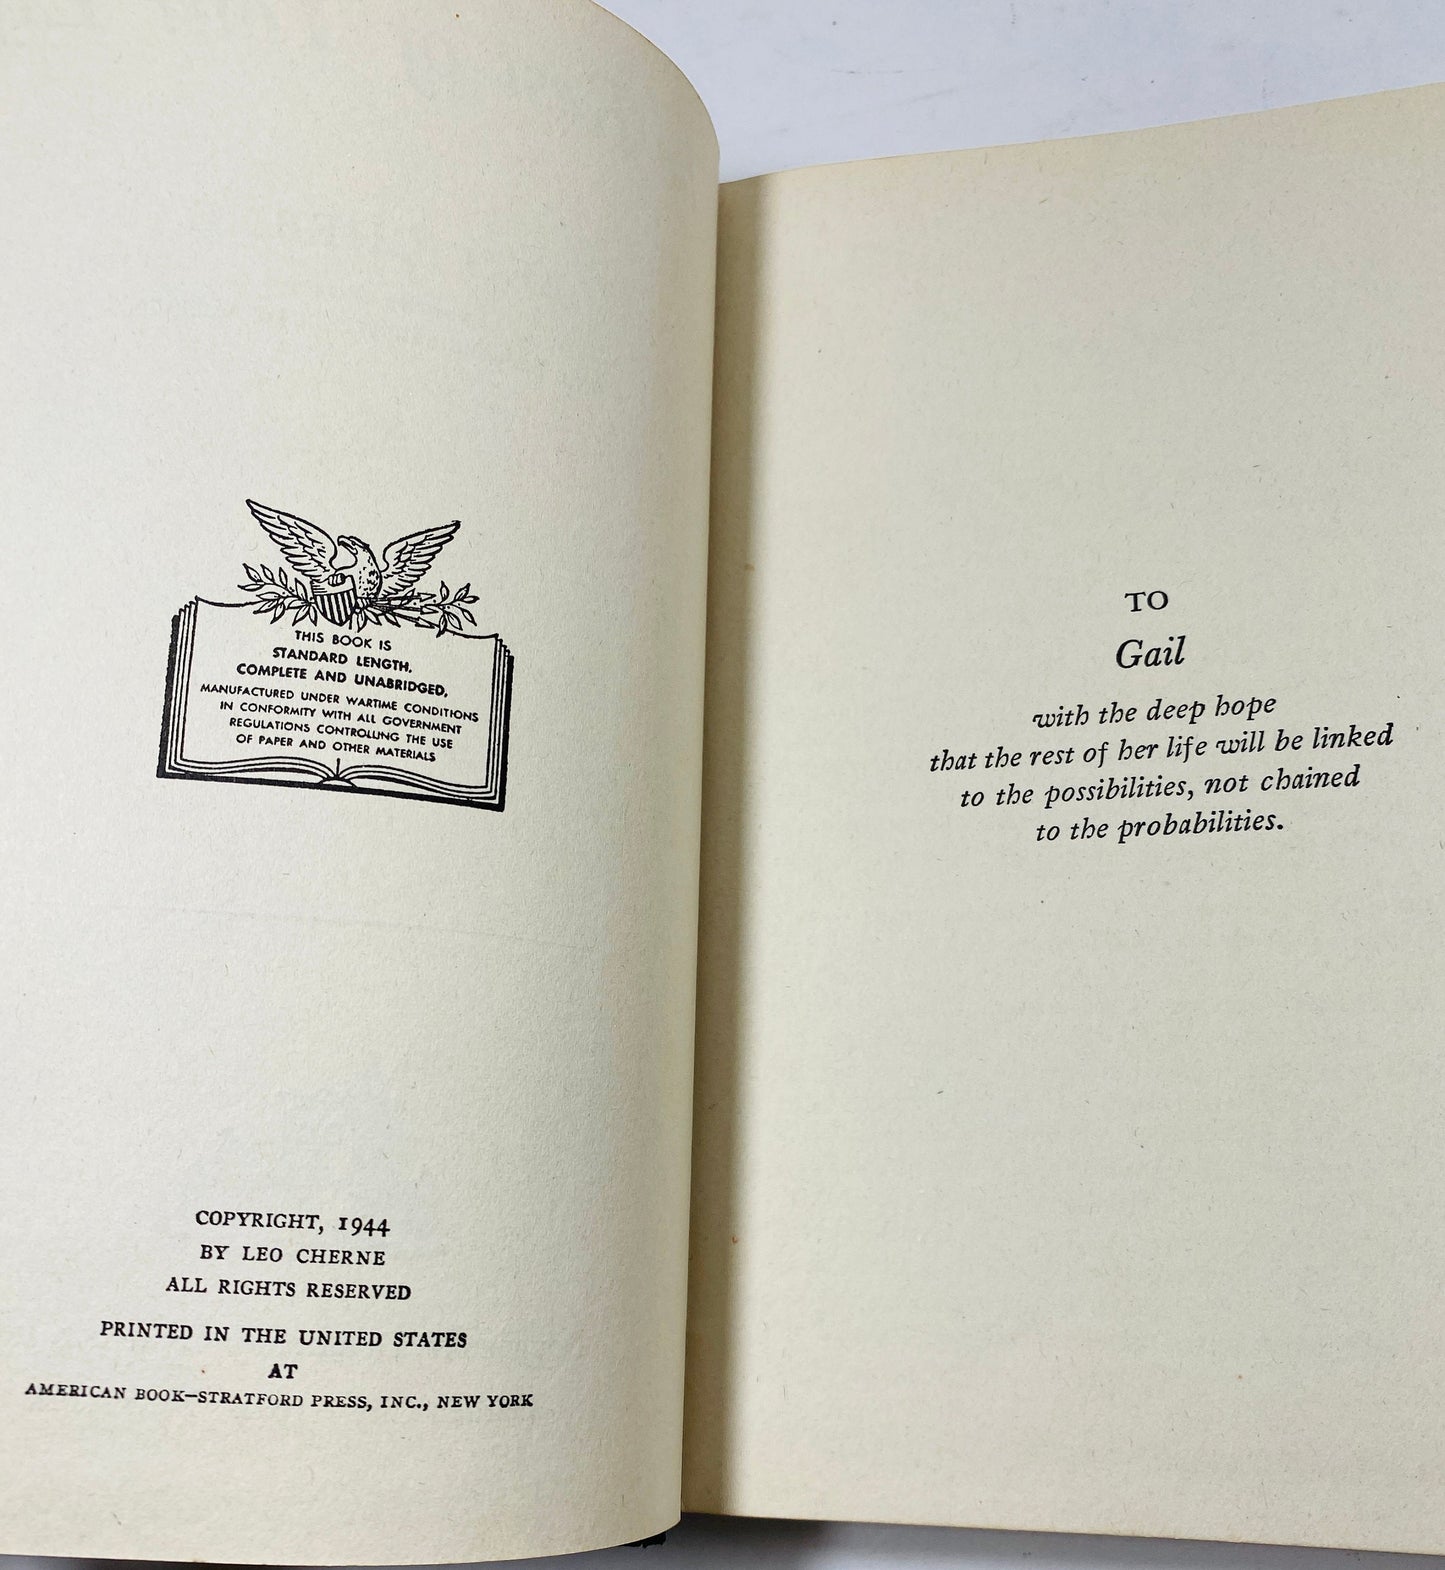 THIS BOOK IS
STANDARD LENGTH,
COMPLETE AND UNABRIDGED,
MANUFACTURED UNDER WARTIME CONDITIONS
IN CONFORMITY WITH ALL GOVERNMENT
REGULATIONS CONTROLLING THE USE
OF PAPER AND OTHER MATERIALS
COPYRIGHT, 1944
BY LEO CHERNE
ALL RIGHTS RESERVED
PRINTED IN THE UNITED STATES
AT
AMERICAN BOOK—STRATFORD PRESS, INC., NEW YORK
TO
Gail
with the deep hope
that the rest of her life will be linked
to the possibilities, not chained
to the probabilities.